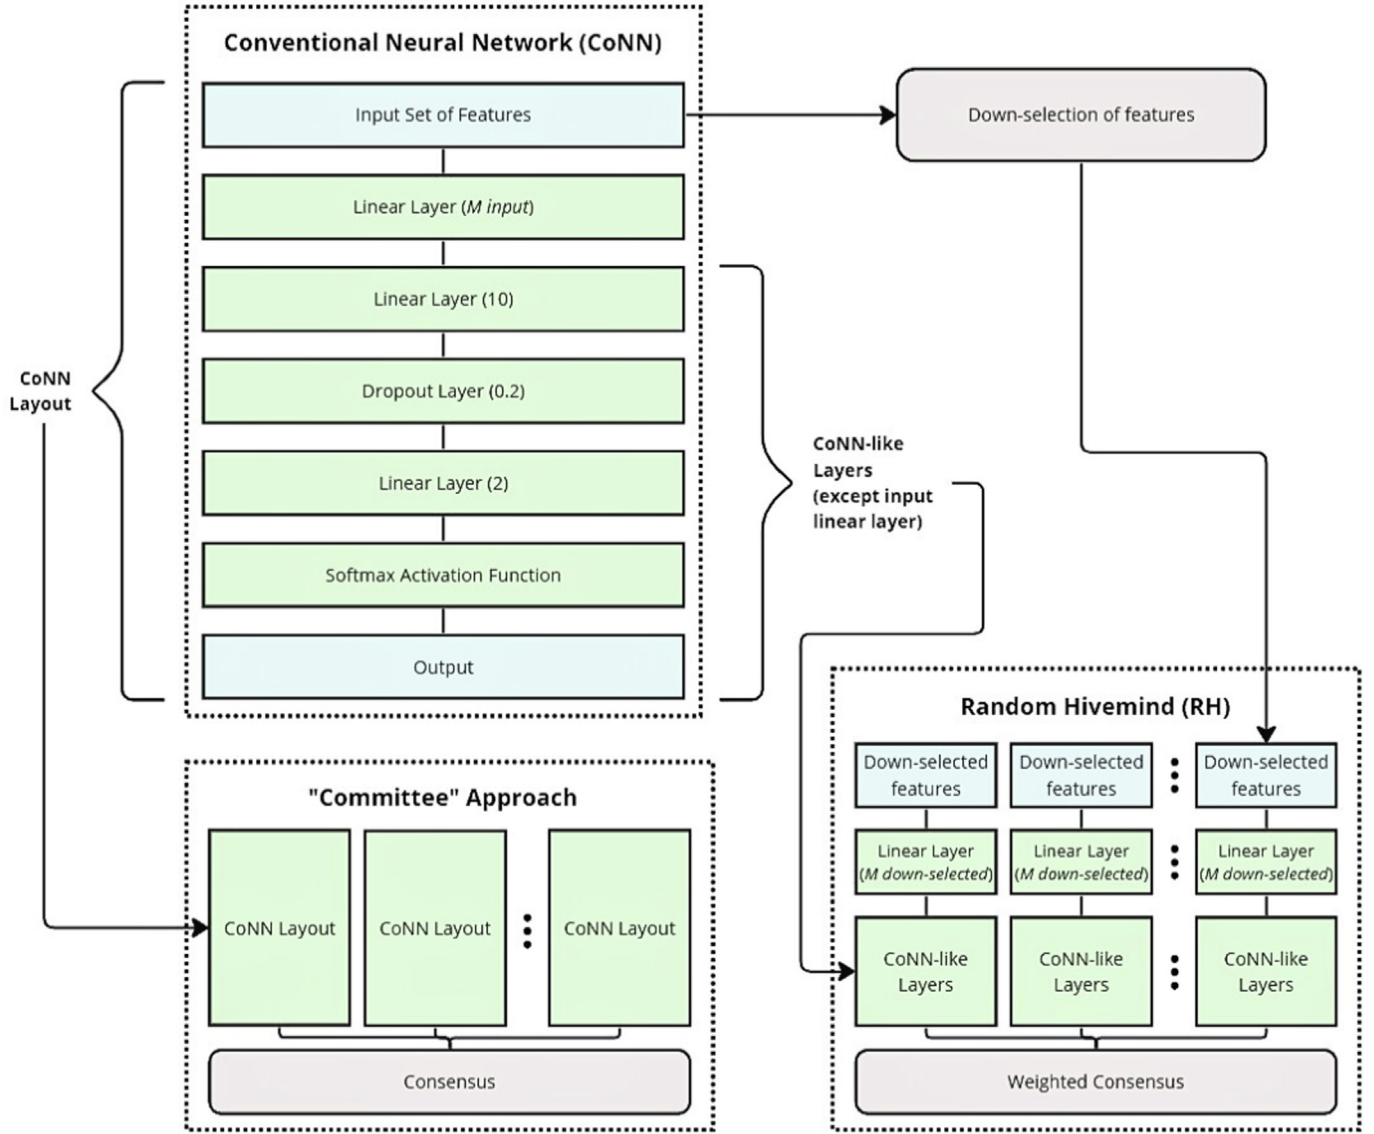 Conventional Neural Network (CoNN)
Input Set of Features
Linear Layer (M input)
Linear Layer (10)
Dropout Layer (0.2)
Linear Layer (2)
Softmax Activation Function
Output
Down-selection of features
CoNN
Layout
CoNN-like
Layers
(except input
linear layer)
"Committee" Approach
CoNN Layout
CoNN Layout
CoNN Layout
Consensus
Random Hivemind (RH)
Down-selected
features
Down-selected
features
Down-selected
features
Linear Layer
(M down-selected)
Linear Layer
(M down-selected)
Linear Layer
(M down-selected)
CoNN-like
Layers
CoNN-like
Layers
CoNN-like
Layers
Weighted Consensus